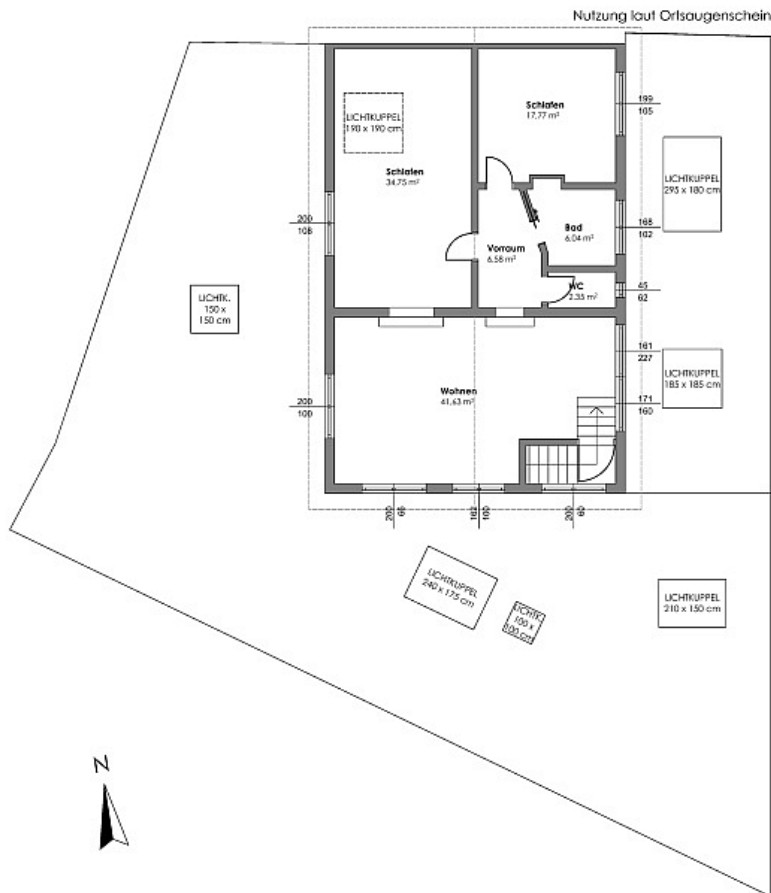 Nutzung laut Ortsaugenschein
LICHTKUPPEL
190 x 190 cm
Schlafen
34,75 m²
Schlafen
17,77 m²
199
105
LICHTKUPPEL
295 x 180 cm
200
108
Vorraum
6,58 m²
Bad
6,04 m²
168
102
WC
2,35 m²
45
62
LICHTK.
150 x
150 cm
161
227
LICHTKUPPEL
185 x 185 cm
171
160
200
100
Wohnen
41,63 m²
200
66
162
100
200
60
LICHTKUPPEL
240 x 175 cm
LICHTK.
100 x
100 cm
LICHTKUPPEL
210 x 150 cm
N